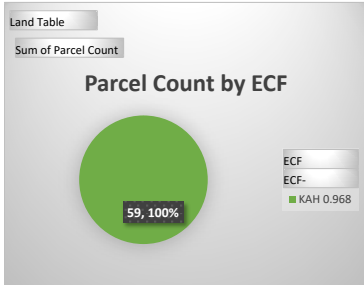 Land Table
Sum of Parcel Count
Parcel Count by ECF
59, 100%
ECF
ECF-
KAH 0.968